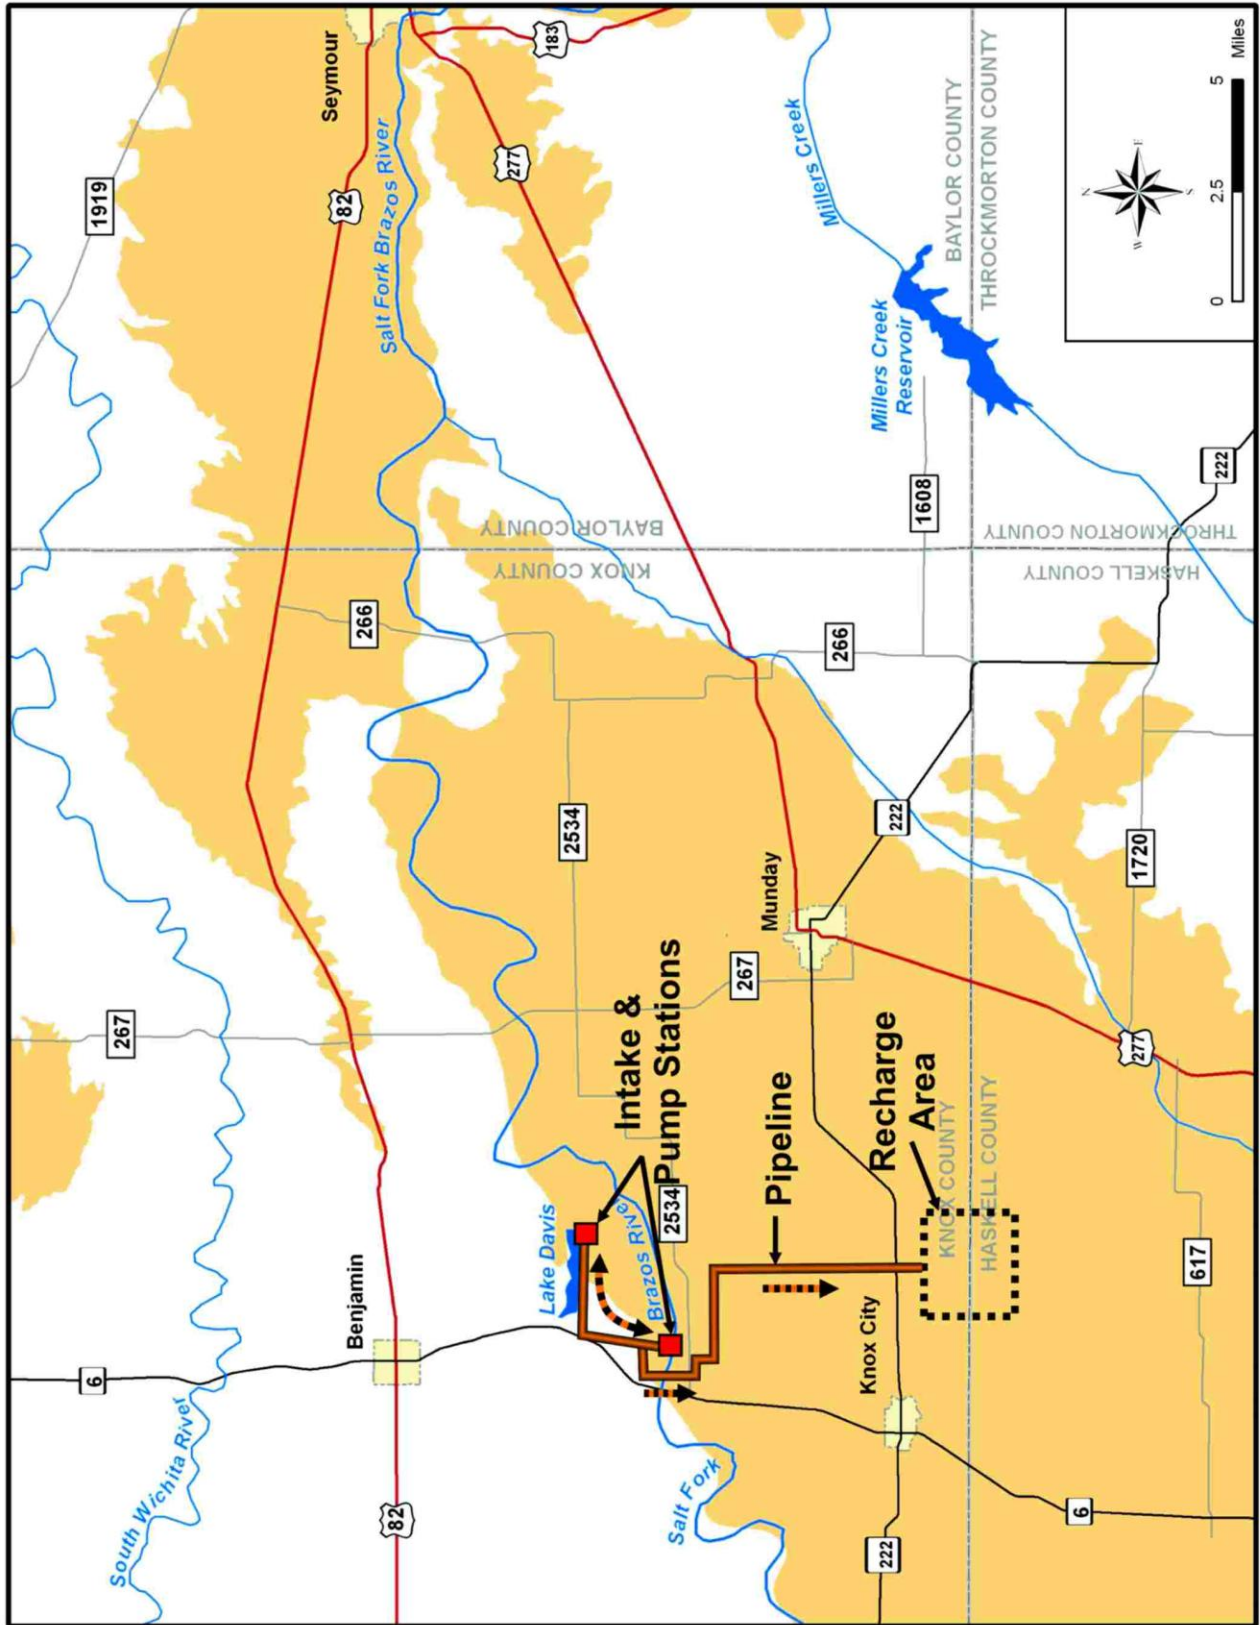 1919
Seymour
82
183
Salt Fork Brazos River
277
Millers Creek
BAYLOR COUNTY
THROCKMORTON COUNTY
N
W
E
S
0
2.5
5
Miles
Millers Creek
Reservoir
1608
222
BAYLOR COUNTY
KNOX COUNTY
THROCKMORTON COUNTY
HASKELL COUNTY
266
266
2534
222
Munday
1720
267
267
Intake &
Pump Stations
Recharge
Area
277
Pipeline
KNOX COUNTY
HASKELL COUNTY
2534
Lake Davis
Brazos River
617
Benjamin
Knox City
6
South Wichita River
82
Salt Fork
222
6